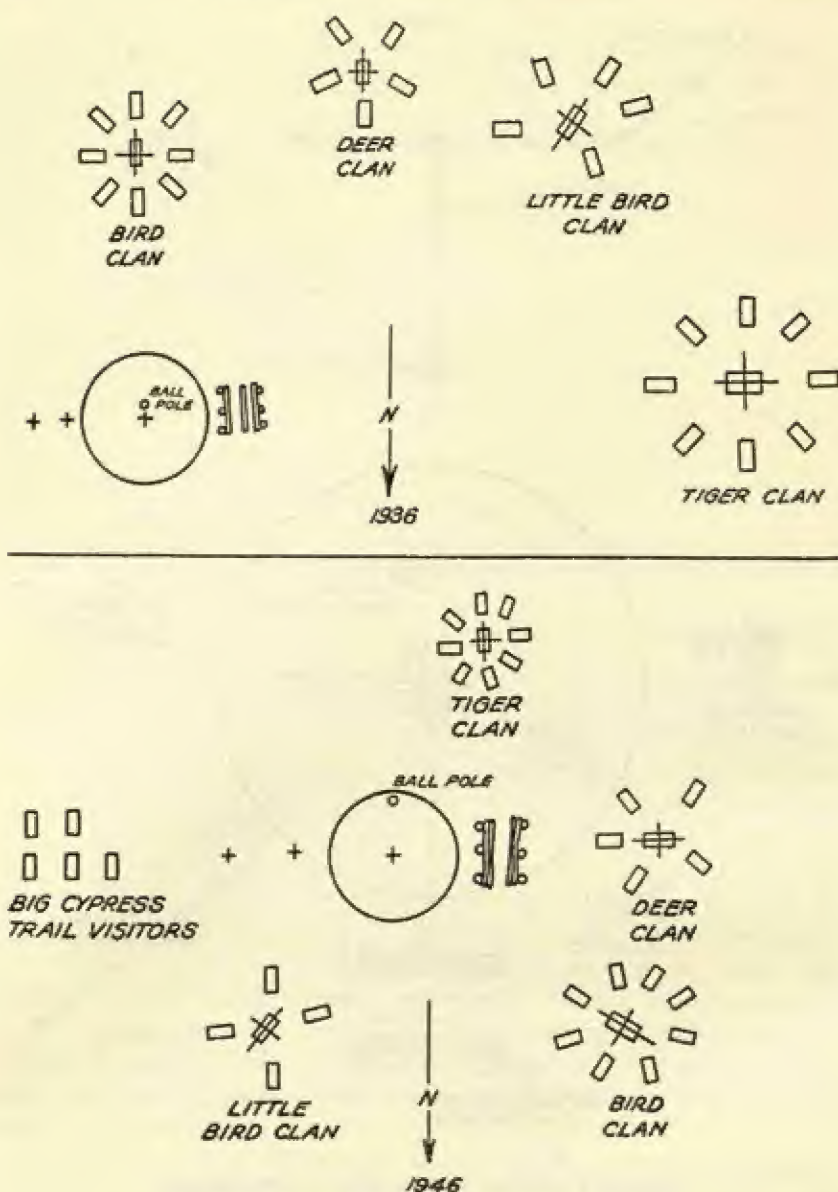 DEER
CLAN
LITTLE BIRD
CLAN
BIRD
CLAN
BALL
POLE
N
TIGER CLAN
1936
TIGER
CLAN
BALL POLE
BIG CYPRESS
TRAIL VISITORS
DEER
CLAN
LITTLE
BIRD CLAN
N
BIRD
CLAN
1946